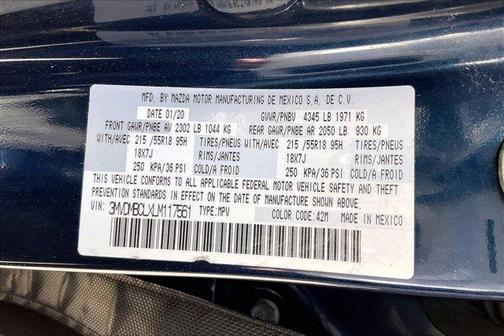 MFD. BY MAZDA MOTOR MANUFACTURING DE MEXICO S.A. DE C.V.
DATE 01/20 GVWR/PNBV 4345 LB 1971 KG
FRONT GAWR/PNBE AV 2302 LB 1044 KG REAR GAWR/PNBE AR 2050 LB 930 KG
WITH/AVEC 215 /55R18 95H TIRES/PNEUS WITH/AVEC 215 /55R18 95H TIRES/PNEUS
18X7J RIMS/JANTES 18X7J RIMS/JANTES
250 KPA/36 PSI COLD/A FROID 250 KPA/36 PSI COLD/A FROID
THIS VEHICLE CONFORMS TO ALL APPLICABLE FEDERAL MOTOR VEHICLE SAFETY AND THEFT
PREVENTION STANDARDS IN EFFECT ON THE DATE OF MANUFACTURE SHOWN ABOVE.
VIN: 3MVDMBCLXLM117561 TYPE:MPV COLOR CODE:42M MADE IN MEXICO